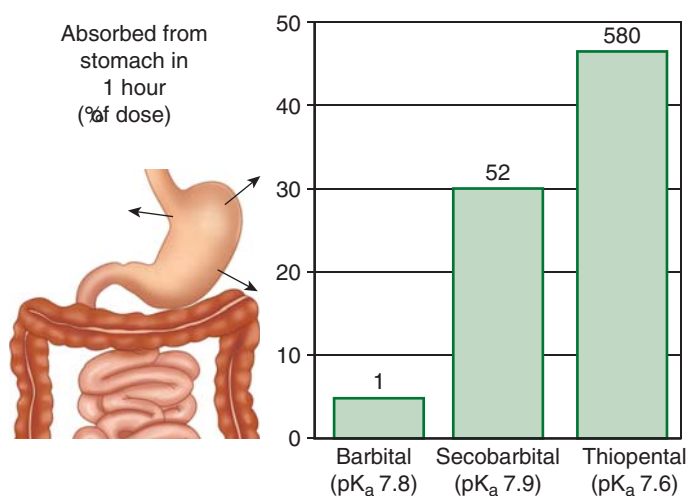 Absorbed from
stomach in
1 hour
(% of dose)
50
40
30
20
10
0
1
52
580
Barbital
(pKa 7.8)
Secobarbital
(pKa 7.9)
Thiopental
(pKa 7.6)